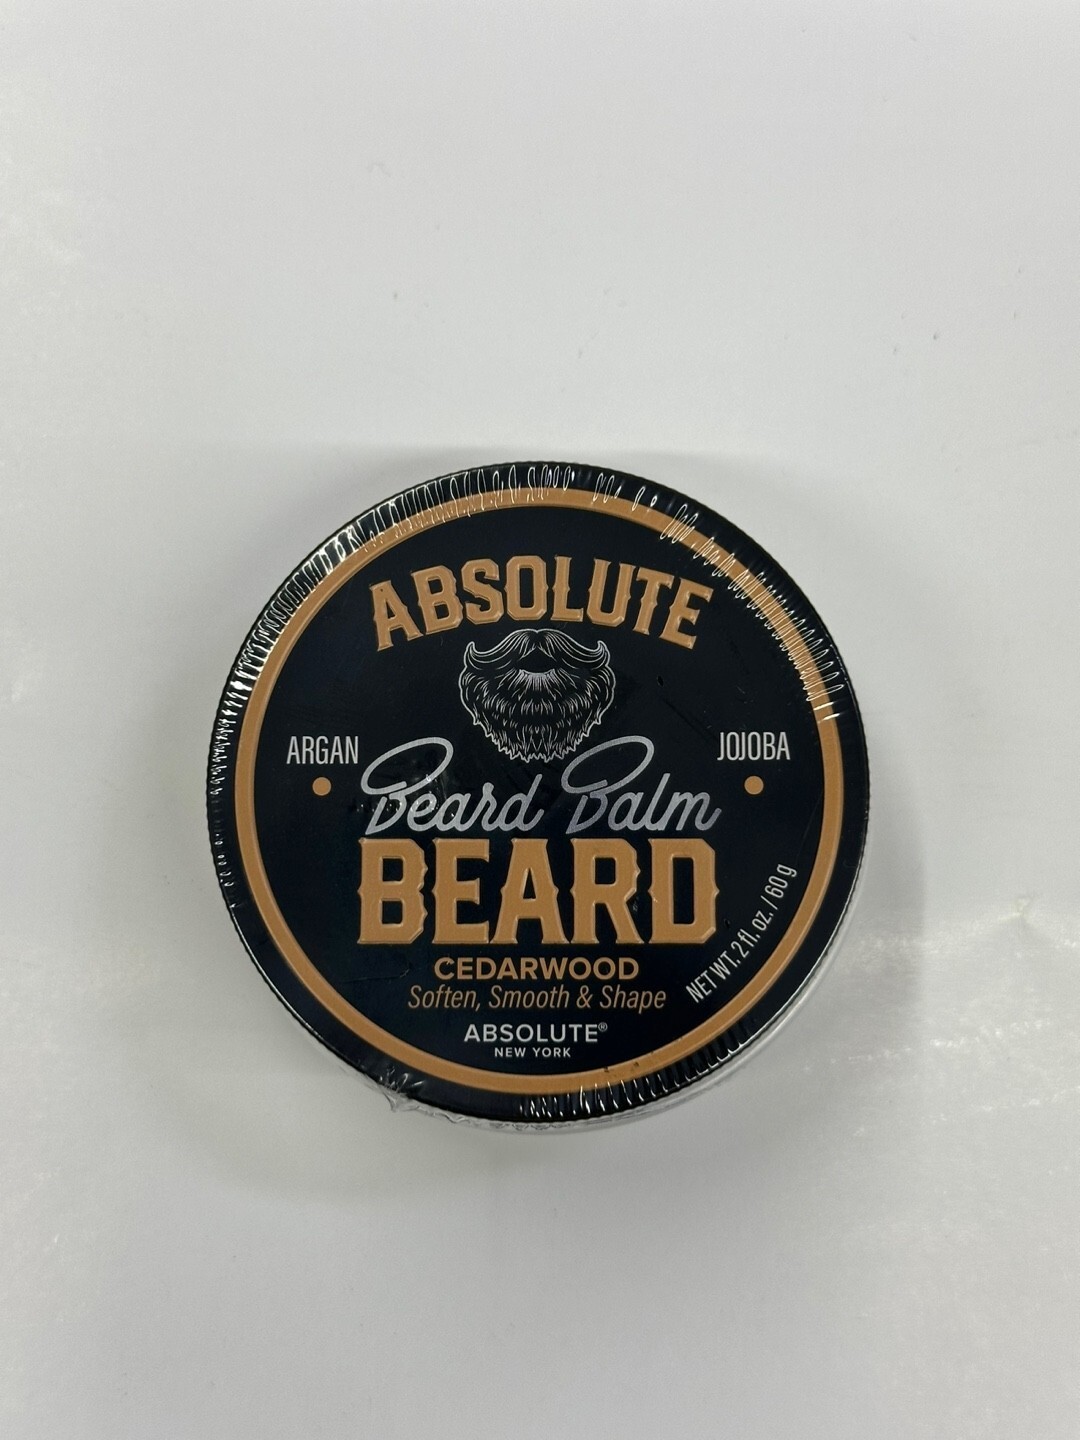 ABSOLUTE
ARGAN
JOJOBA
Beard Balm
BEARD
CEDARWOOD
Soften, Smooth & Shape
NET WT. 2 fl. oz. / 60 g
ABSOLUTE®
NEW YORK